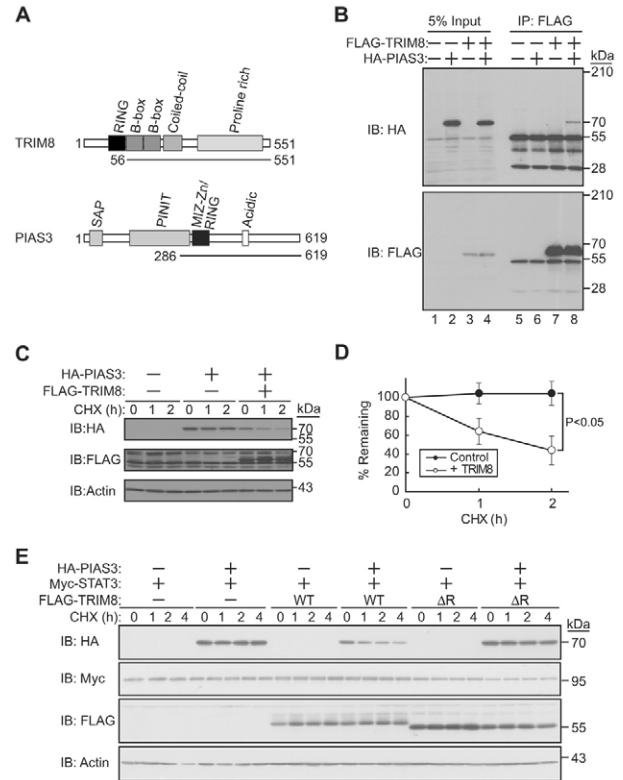 A
RING
B-box
B-box
Coiled-coil
Proline rich
TRIM8 1 551
56 551
SAP
PINIT
MIZ-Zn/
RING
Acidic
PIAS3 1 619
286 619
B
5% Input IP: FLAG
FLAG-TRIM8: − − + + − − + +
HA-PIAS3: − + − + − + − + kDa
210
IB: HA
70
55
28
210
IB: FLAG
70
55
28
1 2 3 4 5 6 7 8
C
HA-PIAS3: − + +
FLAG-TRIM8: − − +
CHX (h): 0 1 2 0 1 2 0 1 2 kDa
IB:HA
70
55
IB:FLAG
70
55
IB:Actin
43
D
% Remaining
100
80
60
40
20
0
Control
+ TRIM8
P<0.05
0 1 2
CHX (h)
E
HA-PIAS3: − + − + − +
Myc-STAT3: + + + + + +
FLAG-TRIM8: − − WT WT ΔR ΔR
CHX (h): 0 1 2 4 0 1 2 4 0 1 2 4 0 1 2 4 0 1 2 4 0 1 2 4 kDa
IB: HA 70
IB: Myc 95
IB: FLAG 55
IB: Actin 43